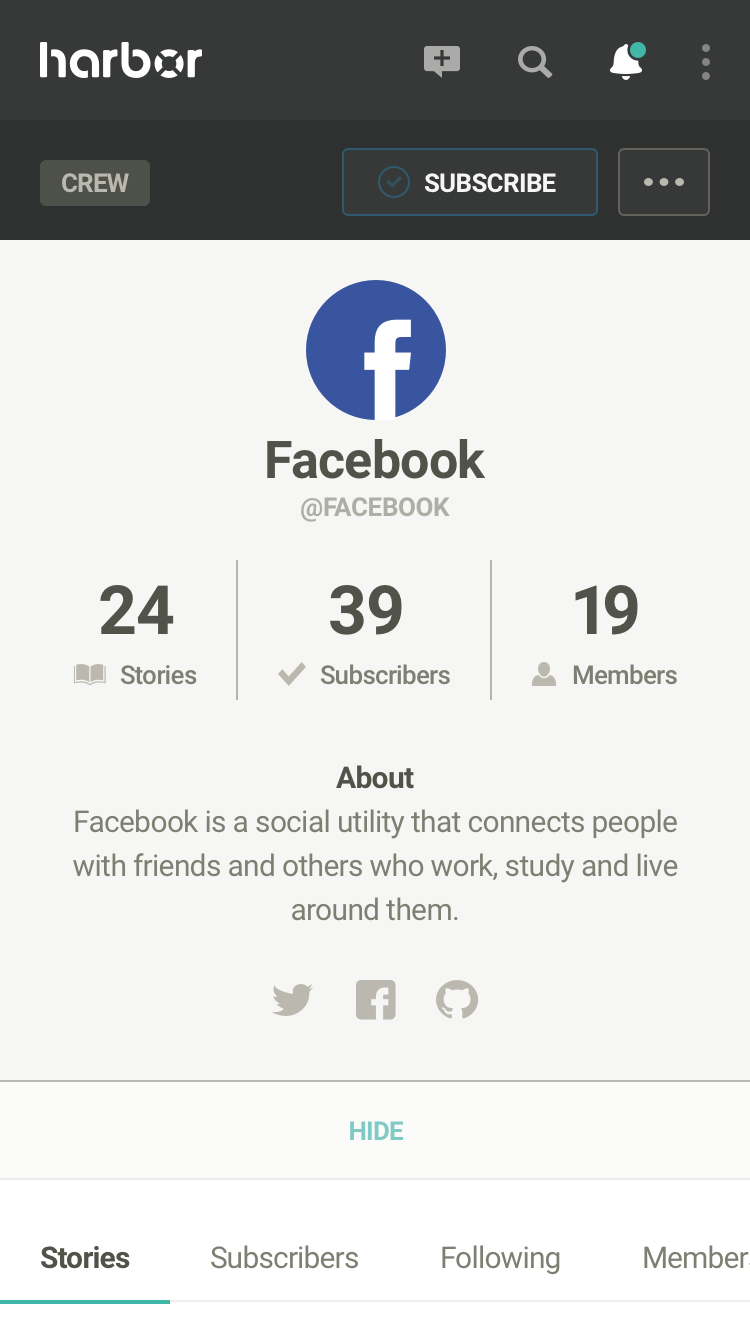 harbor
CREW
SUBSCRIBE
Facebook
@FACEBOOK
24
39
19
Stories
Subscribers
Members
About
Facebook is a social utility that connects people
with friends and others who work, study and live
around them.
HIDE
Stories
Subscribers
Following
Member